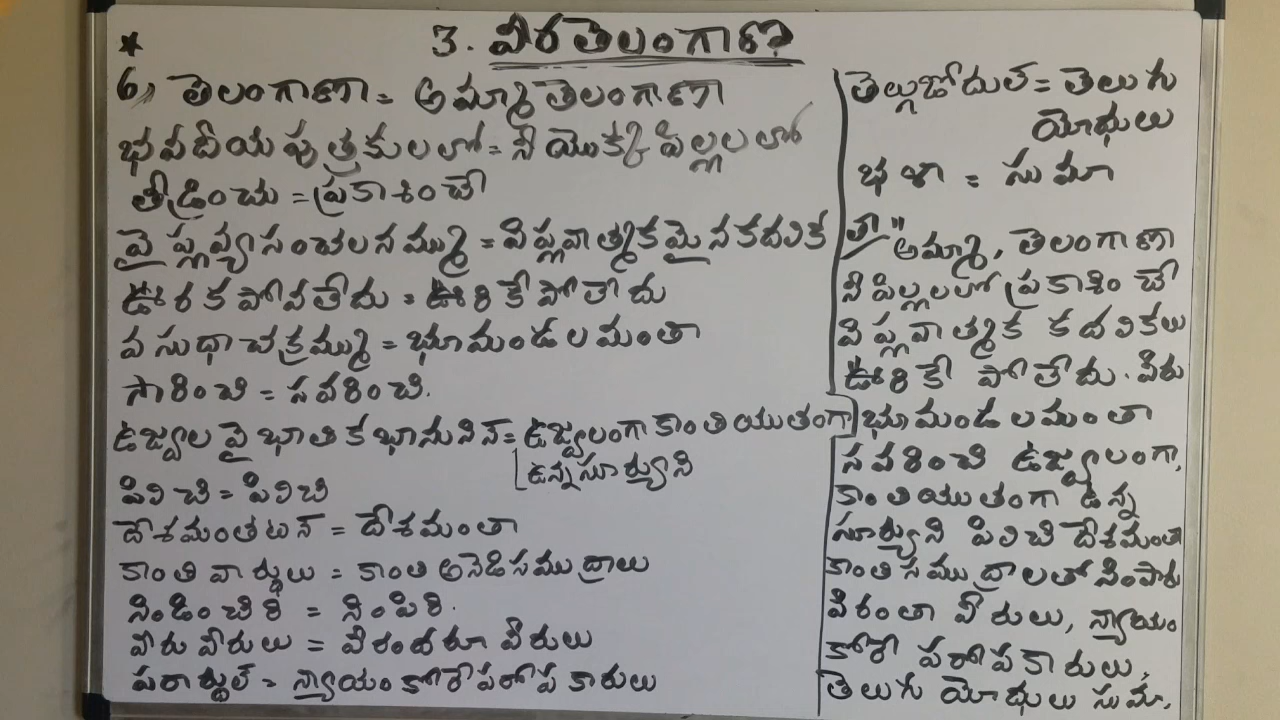 * 3. వీర తెలంగాణా
6, తెలంగాణా = అమ్మా తెలంగాణా
భవదీయ పుత్రకులలో = నీ యొక్క పిల్లలలో
తీడ్రించు = ప్రకాశించే
వైప్లవ్యా సంచలనమ్ము = విప్లవాత్మకమైన కదలికే
ఊరక పోవతేదు = ఊరికే పోలేదు
వసుధా చక్రమ్ము = భూమండలమంతా
సారించి = సవరించి.
ఉజ్వాల వైభాతిక భానునిన్ = ఉజ్వలంగా కాంతి యుతంగా
ఉన్న సూర్యుని
పిలిచి = పిలిచి
దేశమంతటన్ = దేశమంతా
కాంతి వార్థులు = కాంతి అనెడి సముద్రాలు
నిండించిరి = నింపిరి.
వీరు వీరులు = వీరందరూ వీరులు
పరార్థుల్ = న్యాయం కోరే పరోపకారులు
తెల్గుజోదుల్ = తెలుగు
యోధులు
భళా = సుమా
తా" అమ్మా, తెలంగాణా
నీ పిల్లలలో ప్రకాశించే
విప్లవాత్మక కదలికలు
ఊరికే పోలేదు. వీరు
భూమండలమంతా
సవరించి ఉజ్వలంగా,
కాంతియుతంగా ఉన్న
సూర్యుని పిలిచి దేశమంతా
కాంతి సముద్రాలతో నింపారు
వీరంతా వీరులు, న్యాయం
కోరే పరోపకారులు,
తెలుగు యోధులు సుమా.